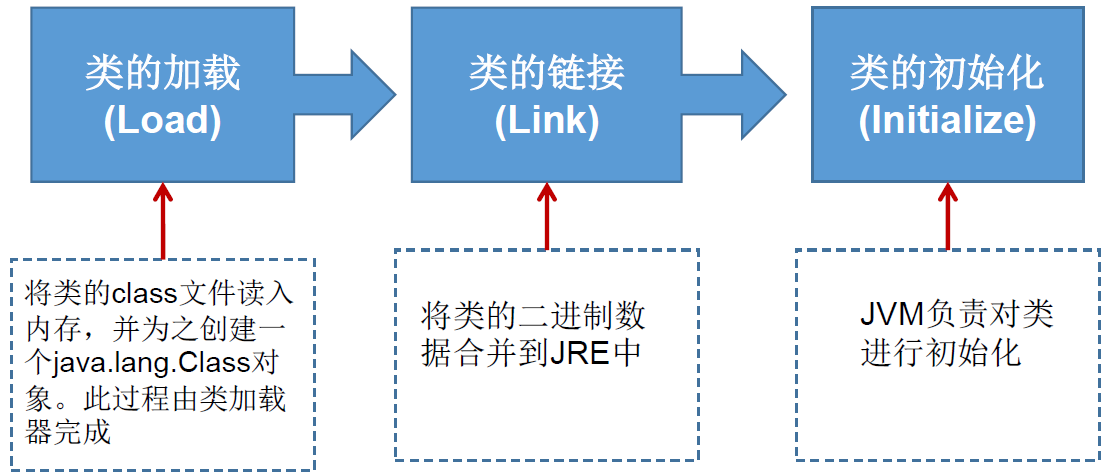 类的加载
(Load)
类的链接
(Link)
类的初始化
(Initialize)
将类的class文件读入
内存，并为之创建一
个java.lang.Class对
象。此过程由类加载
器完成
将类的二进制数
据合并到JRE中
JVM负责对类
进行初始化